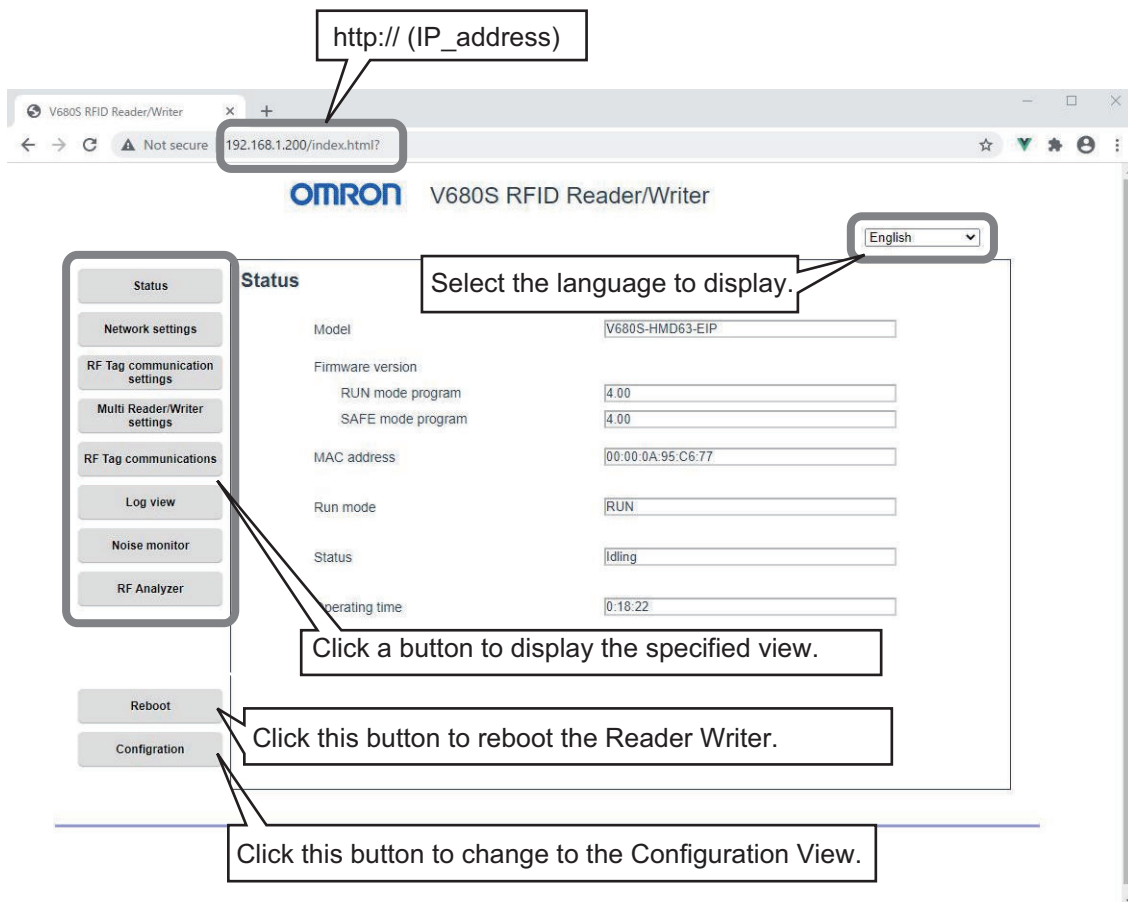 http:// (IP_address)
V680S RFID Reader/Writer
Not secure
192.168.1.200/index.html?
OMRON
V680S RFID Reader/Writer
English
Select the language to display.
Status
Network settings
RF Tag communication
settings
Multi Reader/Writer
settings
RF Tag communications
Log view
Noise monitor
RF Analyzer
Status
Model
V680S-HMD63-EIP
Firmware version
RUN mode program
4.00
SAFE mode program
4.00
MAC address
00:00:0A:95:C6:77
Run mode
RUN
Status
Idling
perating time
0:18:22
Click a button to display the specified view.
Reboot
Click this button to reboot the Reader Writer.
Configration
Click this button to change to the Configuration View.